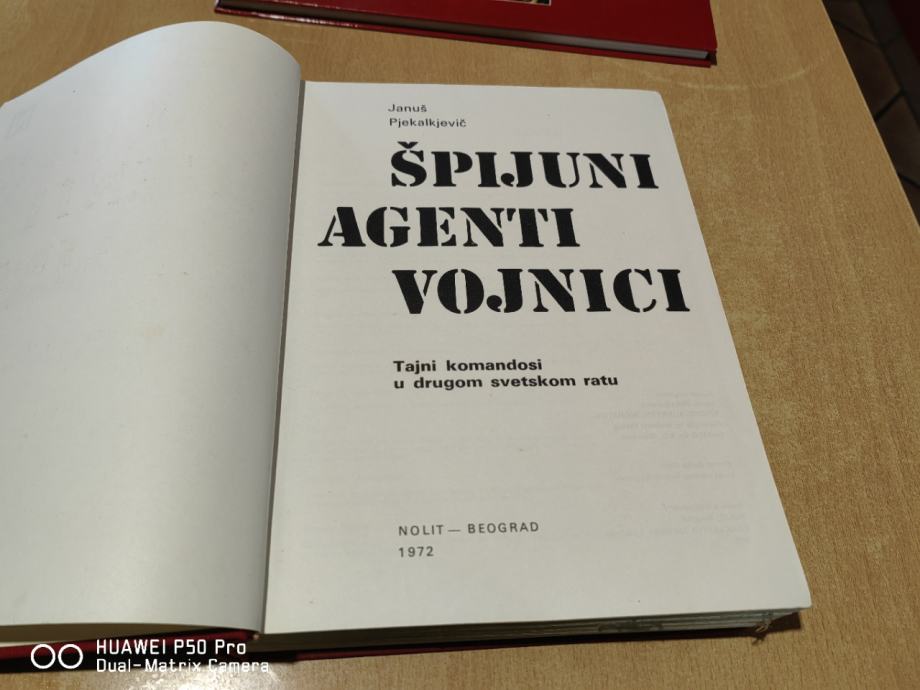 Januš
Pjekalkjevič
ŠPIJUNI
AGENTI
VOJNICI
Tajni komandosi
u drugom svetskom ratu
NOLIT — BEOGRAD
1972
HUAWEI P50 Pro
Dual-Matrix Camera